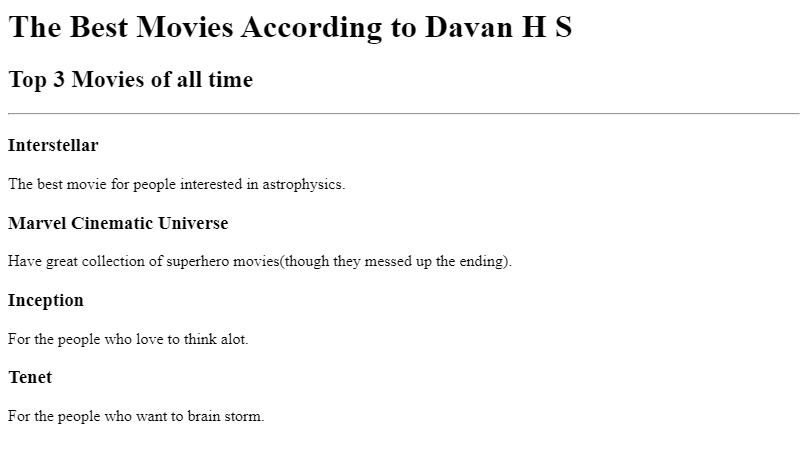 The Best Movies According to Davan H S
Top 3 Movies of all time
Interstellar
The best movie for people interested in astrophysics.
Marvel Cinematic Universe
Have great collection of superhero movies(though they messed up the ending).
Inception
For the people who love to think alot.
Tenet
For the people who want to brain storm.